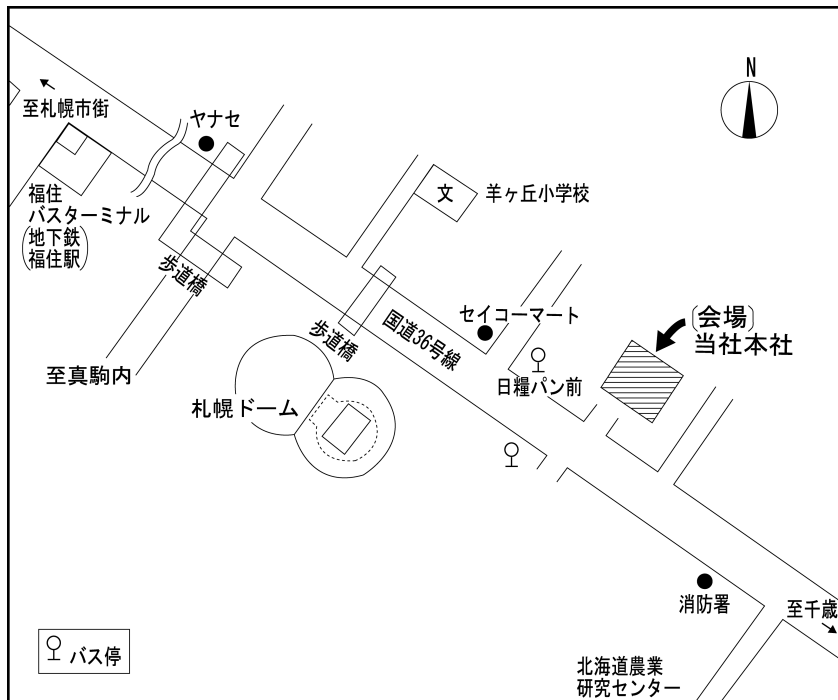 N
至札幌市街
ヤナセ
福住
バスターミナル
(地下鉄
福住駅)
歩道橋
文
羊ヶ丘小学校
歩道橋
国道36号線
セイコーマート
〔会場〕
当社本社
至真駒内
札幌ドーム
日糧パン前
消防署
至千歳
バス停
北海道農業
研究センター